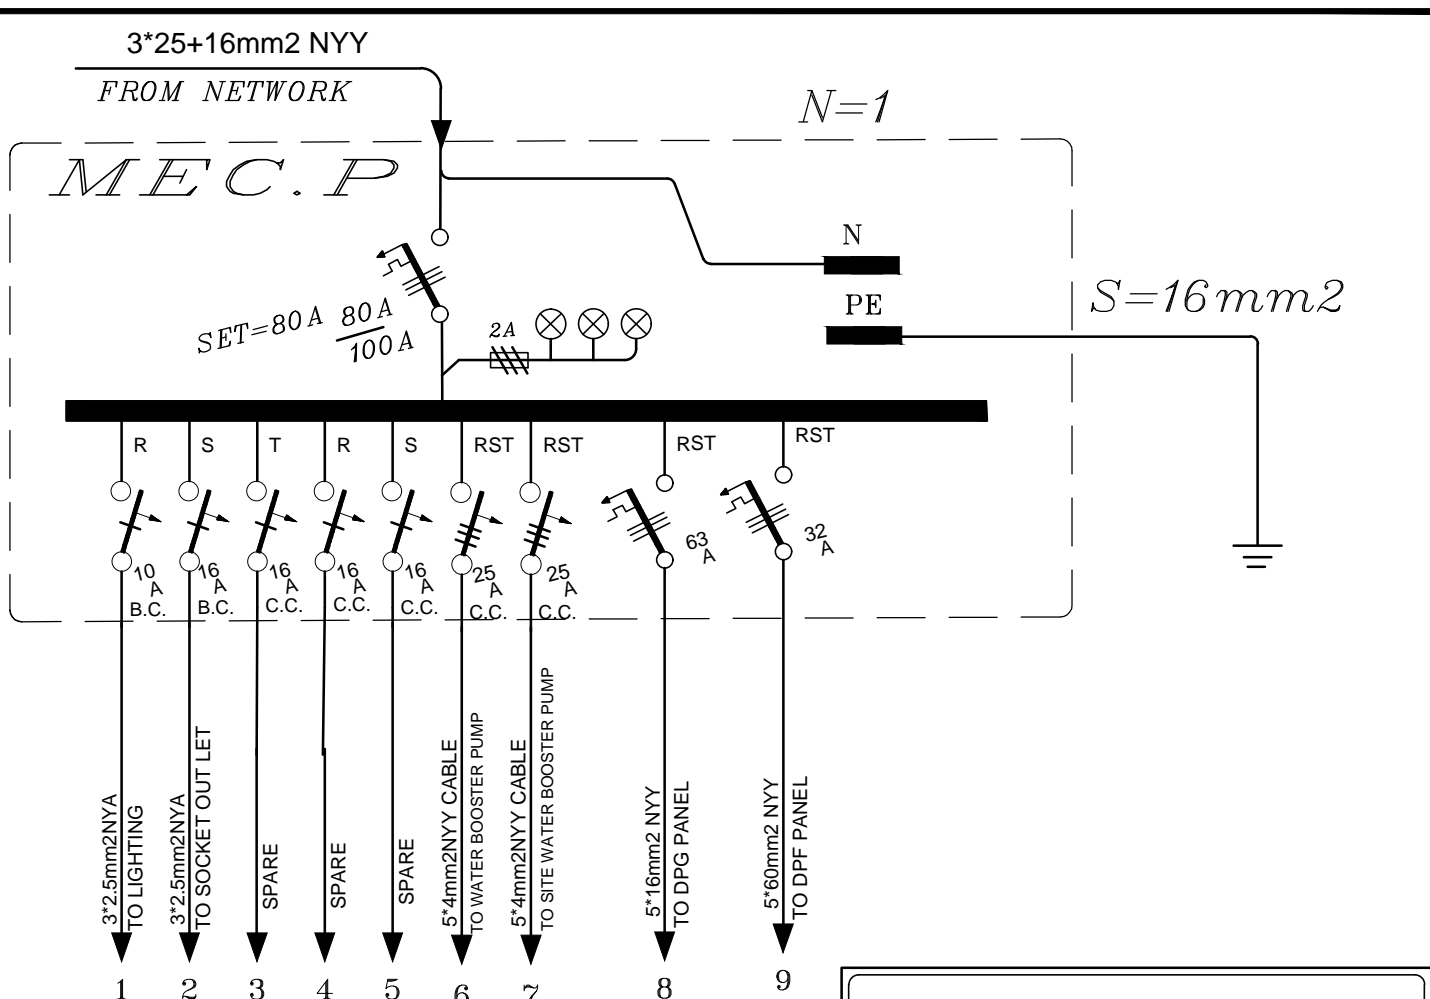 3*25+16mm2 NYY
FROM NETWORK
N=1
MEC.P
N
PE
S=16mm2
SET=80A 80A
100A
2A
R S T R S RST RST RST RST
10 A B.C.
16 A B.C.
16 A C.C.
16 A C.C.
16 A C.C.
25 A C.C.
25 A C.C.
63 A
32 A
3*2.5mm2NYA
TO LIGHTING
3*2.5mm2NYA
TO SOCKET OUT LET
SPARE
SPARE
SPARE
5*4mm2NYY CABLE
TO WATER BOOSTER PUMP
5*4mm2NYY CABLE
TO SITE WATER BOOSTER PUMP
5*16mm2 NYY
TO DPG PANEL
5*60mm2 NYY
TO DPF PANEL
1 2 3 4 5 6 7 8 9